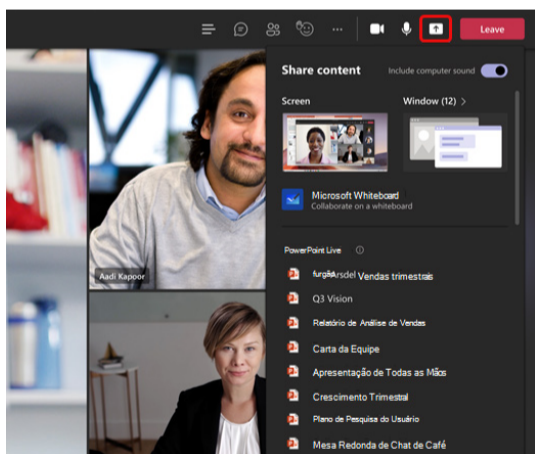 Leave
Share content
Include computer sound
Screen
Window (12) >
Microsoft Whiteboard
Collaborate on a whiteboard
PowerPoint Live
Aadi Kapoor
Vendas trimestrais
Q3 Vision
Relatório de Análise de Vendas
Carta da Equipe
Apresentação de Todas as Mãos
Crescimento Trimestral
Plano de Pesquisa do Usuário
Mesa Redonda de Chat de Café